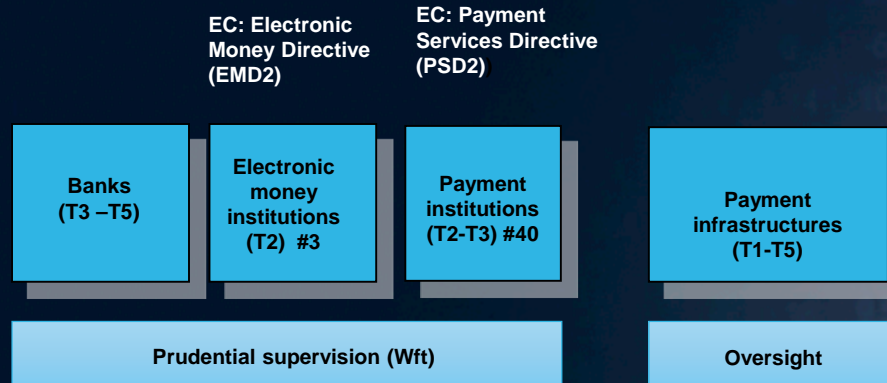 EC: Electronic
Money Directive
(EMD2)
EC: Payment
Services Directive
(PSD2)
Banks
(T3 –T5)
Electronic
money
institutions
(T2) #3
Payment
institutions
(T2-T3) #40
Payment
infrastructures
(T1-T5)
Prudential supervision (Wft)
Oversight